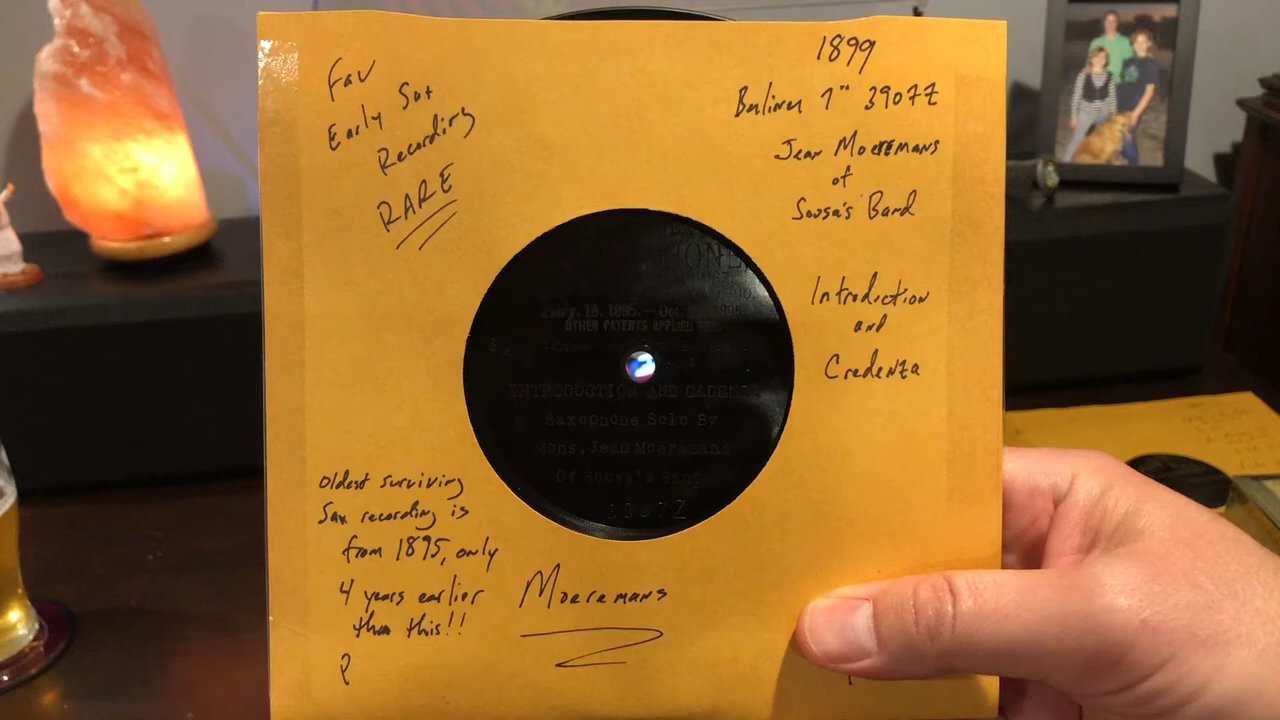 Fav
Early Sax
Recording
RARE
1899
Berliner 7" 3907Z
Jean Moeremans
of
Sousa's Band
Introduction
and
Credenza
OTHER PATENTS APPLIED
INTRODUCTION AND CADEN
Saxophone Solo By
Mons. Jean Moeremans
Of Sousa's Band
3907Z
Oldest surviving
Sax recording is
from 1895, only
4 years earlier
than this!!
P
Moeremans